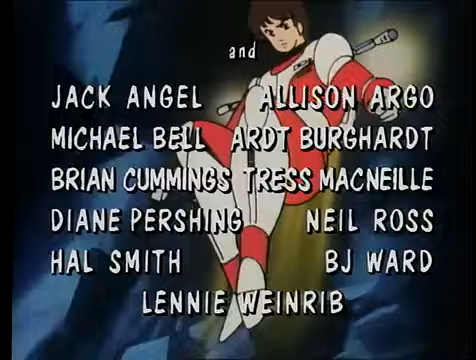 and
JACK ANGEL ALLISON ARGO
MICHAEL BELL ARDT BURGHARDT
BRIAN CUMMINGS TRESS MACNEILLE
DIANE PERSHING NEIL ROSS
HAL SMITH BJ WARD
LENNIE WEINRIB